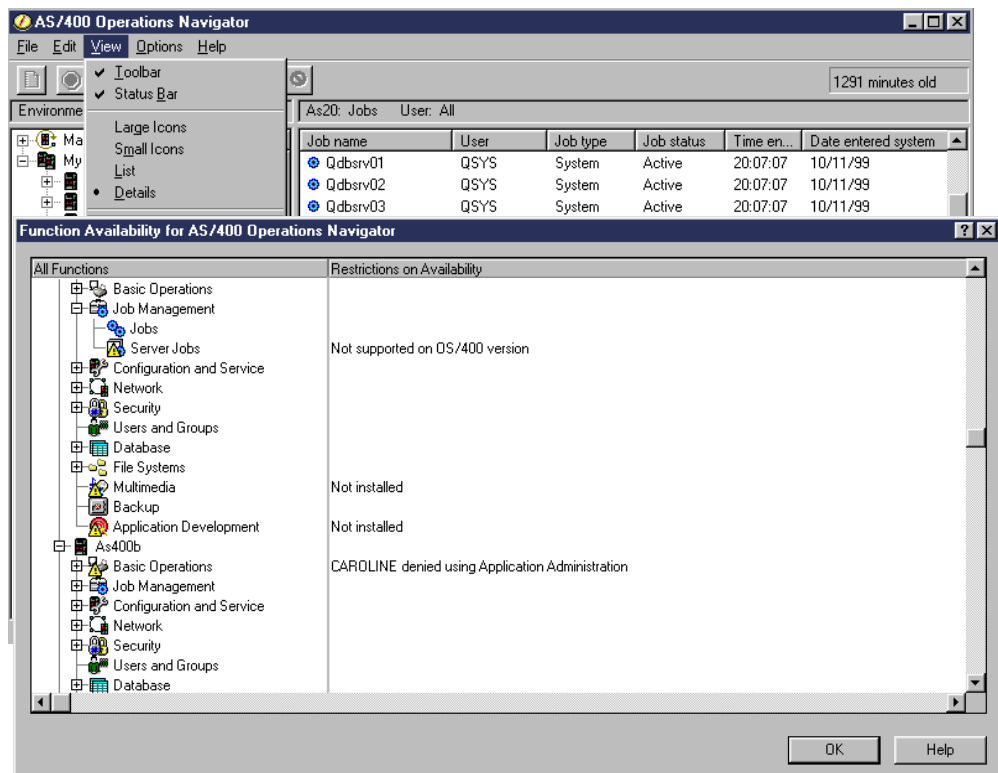 AS/400 Operations Navigator
File Edit View Options Help
Toolbar
Status Bar
Large Icons
Small Icons
List
Details
1291 minutes old
Environme
As20: Jobs User: All
Ma
My
Job name User Job type Job status Time en... Date entered system
Qdbsrv01 QSYS System Active 20:07:07 10/11/99
Qdbsrv02 QSYS System Active 20:07:07 10/11/99
Qdbsrv03 QSYS System Active 20:07:07 10/11/99
Function Availability for AS/400 Operations Navigator
All Functions Restrictions on Availability
Basic Operations
Job Management
Jobs
Server Jobs Not supported on OS/400 version
Configuration and Service
Network
Security
Users and Groups
Database
File Systems
Multimedia Not installed
Backup
Application Development Not installed
As400b
Basic Operations CAROLINE denied using Application Administration
Job Management
Configuration and Service
Network
Security
Users and Groups
Database
OK Help